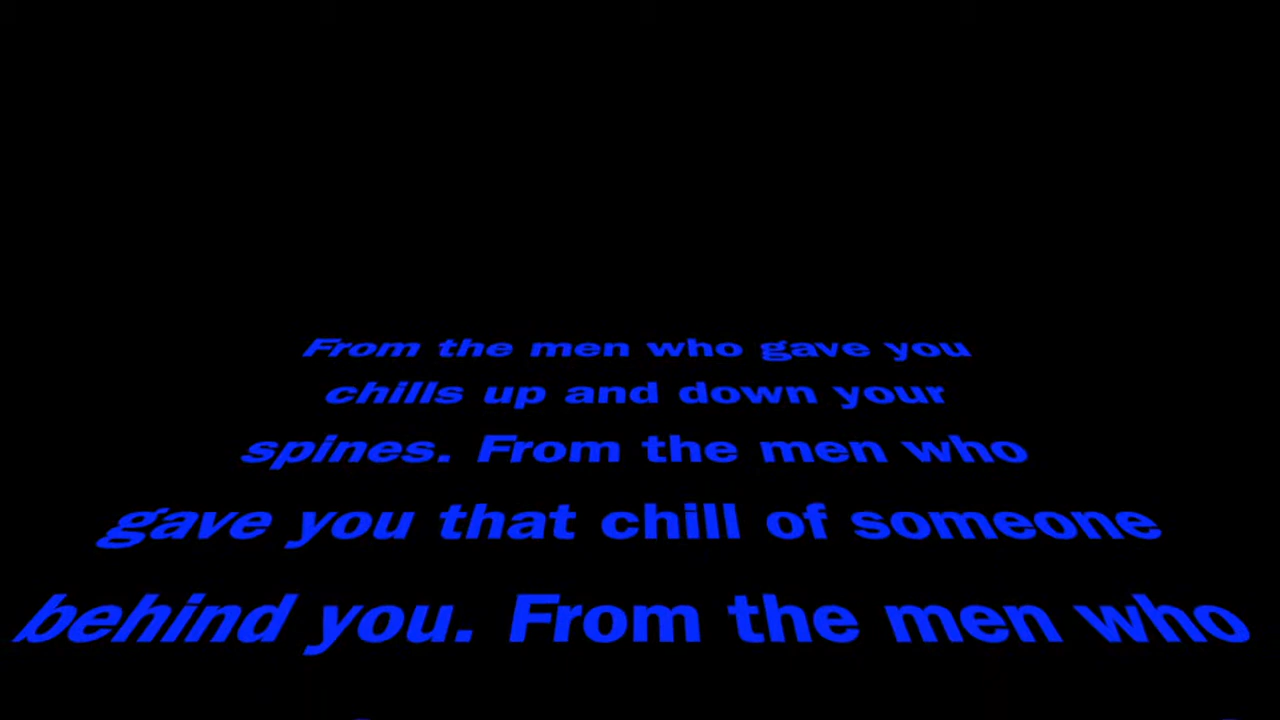 From the men who gave you
chills up and down your
spines. From the men who
gave you that chill of someone
behind you. From the men who